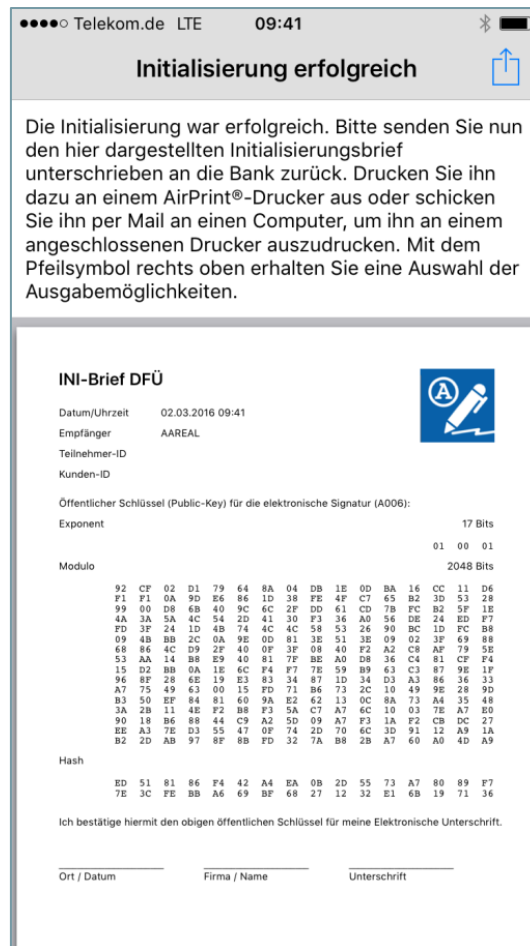 Telekom.de LTE 09:41
Initialisierung erfolgreich
Die Initialisierung war erfolgreich. Bitte senden Sie nun
den hier dargestellten Initialisierungsbrief
unterschrieben an die Bank zurück. Drucken Sie ihn
dazu an einem AirPrint®-Drucker aus oder schicken
Sie ihn per Mail an einen Computer, um ihn an einem
angeschlossenen Drucker auszudrucken. Mit dem
Pfeilsymbol rechts oben erhalten Sie eine Auswahl der
Ausgabemöglichkeiten.
INI-Brief DFÜ
A
Datum/Uhrzeit 02.03.2016 09:41
Empfänger AAREAL
Teilnehmer-ID
Kunden-ID
Öffentlicher Schlüssel (Public-Key) für die elektronische Signatur (A006):
Exponent 17 Bits
01 00 01
Modulo 2048 Bits
92 CF 02 D1 79 64 8A 04 DB 1E 0D BA 16 CC 11 D6
F1 F1 0A 9D E6 86 1D 38 FE 4F C7 65 B2 3D 53 28
99 00 D8 6B 40 9C 6C 2F DD 61 CD 7B FC B2 5F 1E
4A 3A 5A 4C 54 2D 41 30 F3 36 A0 56 DE 24 ED F7
FD 3F 24 1D 4B 74 4C 4C 58 53 26 90 BC 1D FC B8
09 4B BB 2C 0A 9E 0D 81 3E 51 3E 09 02 3F 69 88
68 86 4C D9 2F 40 0F 3F 08 40 F2 A2 C8 AF 79 5E
53 AA 14 B8 E9 40 81 7F BE A0 D8 36 C4 81 CF F4
15 D2 BB 0A 1E 6C F4 F7 7E 59 B9 63 C3 87 9E 1F
96 8F 28 6E 19 E3 83 34 87 1D 34 D3 A3 86 36 33
A7 75 49 63 00 15 FD 71 B6 73 2C 10 49 9E 28 9D
B3 50 EF 84 81 60 9A E2 62 13 0C 8A 73 A4 35 48
3A 2B 11 4E F2 B8 F3 5A C7 A7 6C 10 03 7E A7 E0
90 18 B6 88 44 C9 A2 5D 09 A7 F3 1A F2 CB DC 27
EE A3 7E D3 55 47 0F 74 2D 70 6C 3D 91 12 A9 1A
B2 2D AB 97 8F 8B FD 32 7A B8 2B A7 60 A0 4D A9
Hash
ED 51 81 86 F4 42 A4 EA 0B 2D 55 73 A7 80 89 F7
7E 3C FE BB A6 69 BF 68 27 12 32 E1 6B 19 71 36
Ich bestätige hiermit den obigen öffentlichen Schlüssel für meine Elektronische Unterschrift.
Ort / Datum Firma / Name Unterschrift